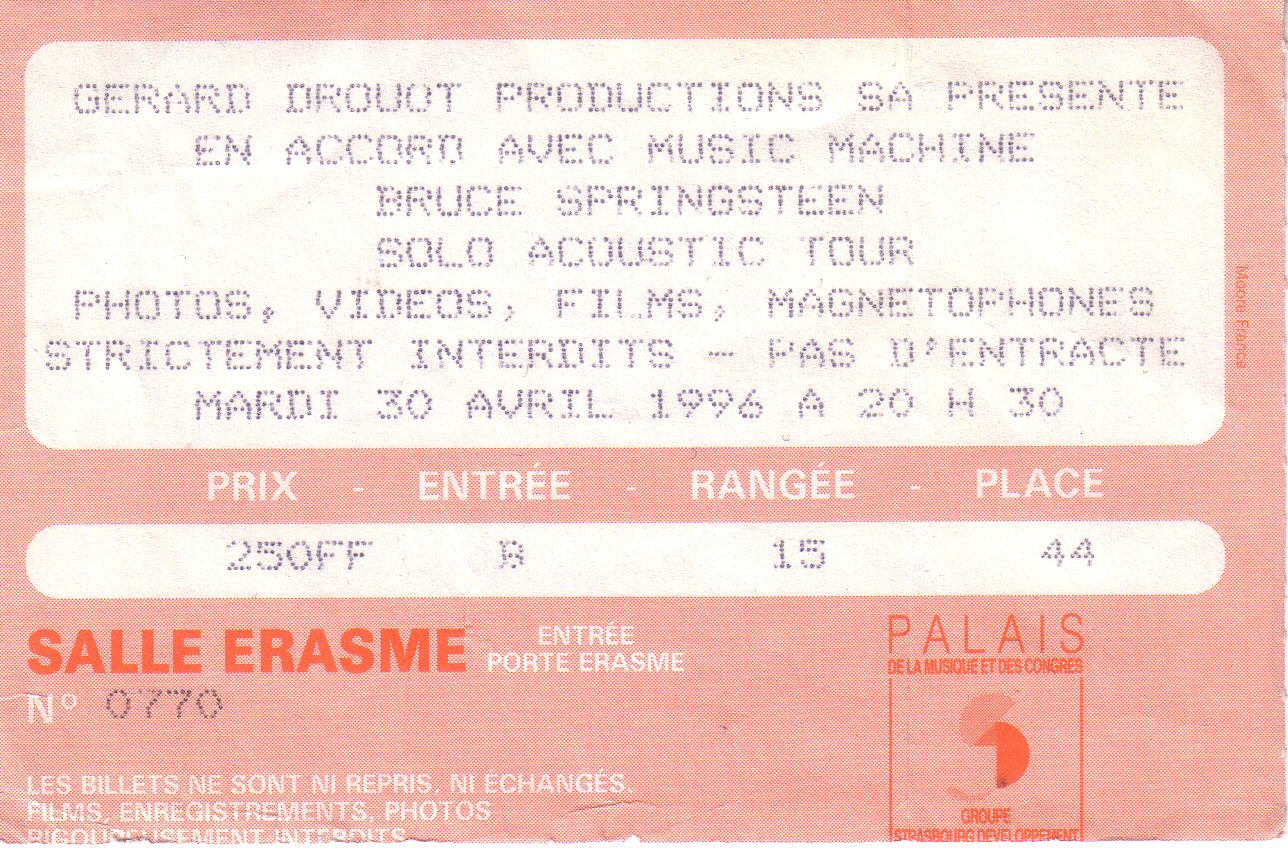 GERARD DROUOT PRODUCTIONS SA PRESENTE
EN ACCORD AVEC MUSIC MACHINE
BRUCE SPRINGSTEEN
SOLO ACOUSTIC TOUR
PHOTOS, VIDEOS, FILMS, MAGNETOPHONES
STRICTEMENT INTERDITS - PAS D'ENTRACTE
MARDI 30 AVRIL 1996 A 20 H 30
PRIX - ENTRÉE - RANGÉE - PLACE
250FF B 15 44
SALLE ERASME
ENTRÉE
PORTE ERASME
N° 0770
LES BILLETS NE SONT NI REPRIS, NI ECHANGÉS.
FILMS, ENREGISTREMENTS, PHOTOS
RIGOUREUSEMENT INTERDITS
PALAIS
DE LA MUSIQUE ET DES CONGRES
GROUPE
STRASBOURG DEVELOPPEMENT
Moore France